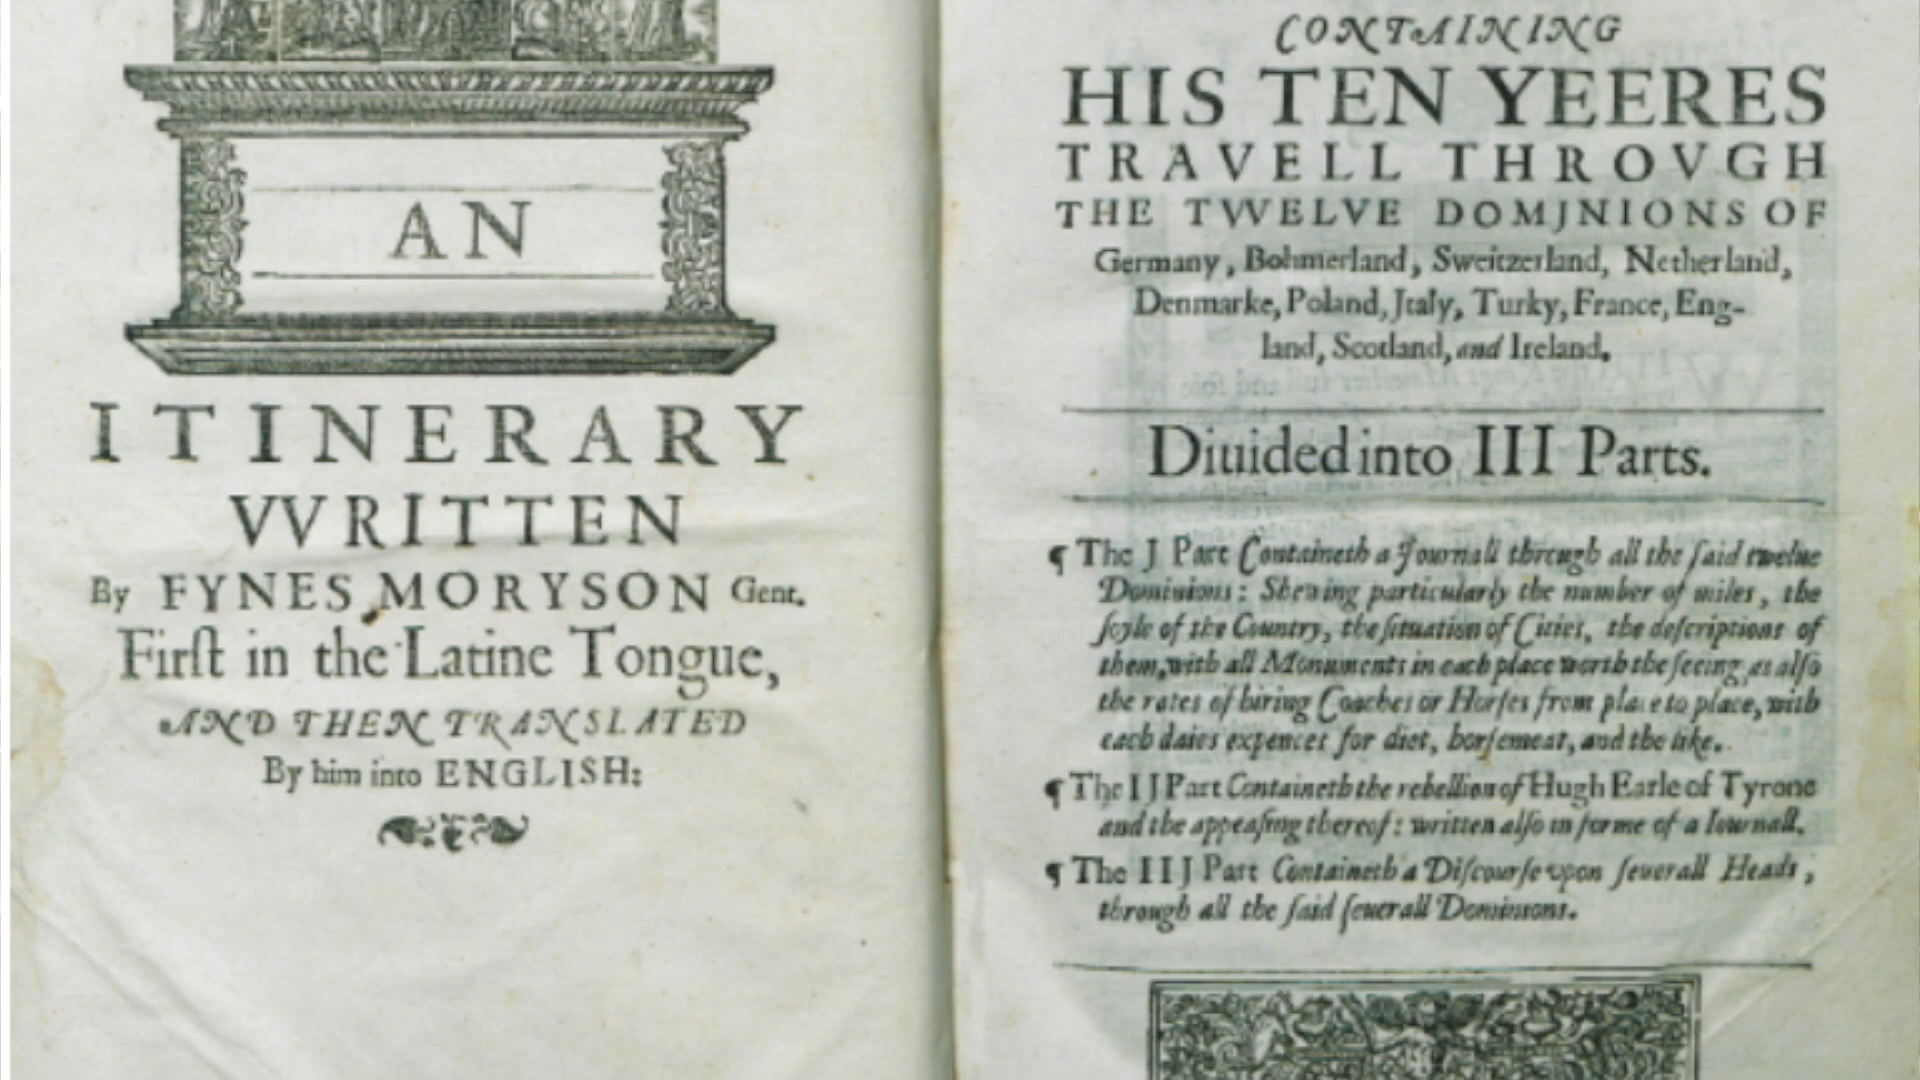 AN
ITINERARY
VVRITTEN
By FYNES MORYSON Gent.
Firſt in the Latine Tongue,
AND THEN TRANSLATED
By him into ENGLISH:
CONTAINING
HIS TEN YEERES
TRAVELL THROVGH
THE TVVELVE DOMJNIONS OF
Germany, Bohmerland, Sweitzerland, Netherland,
Denmarke, Poland, Jtaly, Turky, France, Eng-
land, Scotland, and Ireland.
Diuided into III Parts.
¶ The J Part Containeth a Journall through all the ſaid twelue
Dominions: Shewing particularly the number of miles, the
ſoyle of the Country, the ſituation of Cities, the deſcriptions of
them, with all Monuments in each place worth the ſeeing, as alſo
the rates of hiring Coaches or Horſes from place to place, with
each daies expences for diet, horſemeat, and the like.
¶ The IJ Part Containeth the rebellion of Hugh Earle of Tyrone
and the appeaſing thereof: written alſo in forme of a Iournall.
¶ The IIJ Part Containeth a Diſcourſe vpon ſeuerall Heads,
through all the ſaid ſeuerall Dominions.